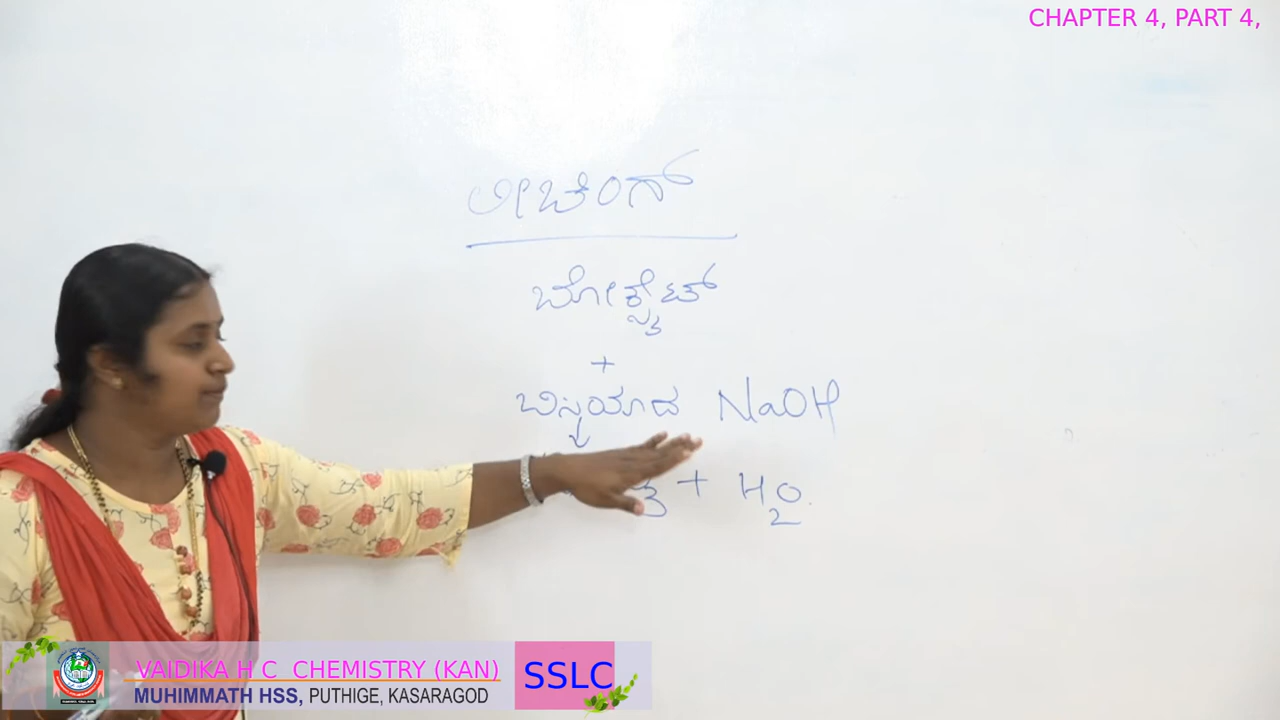 CHAPTER 4, PART 4,
ಲೀಚಿಂಗ್
ಬೋಕ್ಸೈಟ್
+
ಬಿಸಿಯಾದ NaOH
+ H2O
VAIDIKA H C CHEMISTRY (KAN)
MUHIMMATH HSS, PUTHIGE, KASARAGOD
SSLC